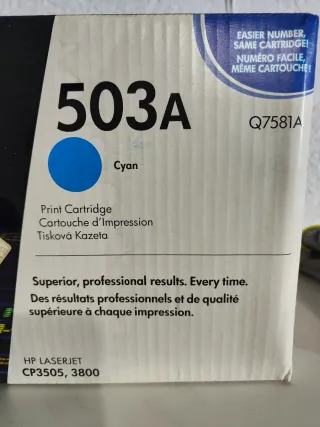 EASIER NUMBER,
SAME CARTRIDGE!
NUMÉRO FACILE,
MÊME CARTOUCHE!
503A
Q7581A
Cyan
Print Cartridge
Cartouche d'Impression
Tisková Kazeta
Superior, professional results. Every time.
Des résultats professionnels et de qualité
supérieure à chaque impression.
HP LASERJET
CP3505, 3800